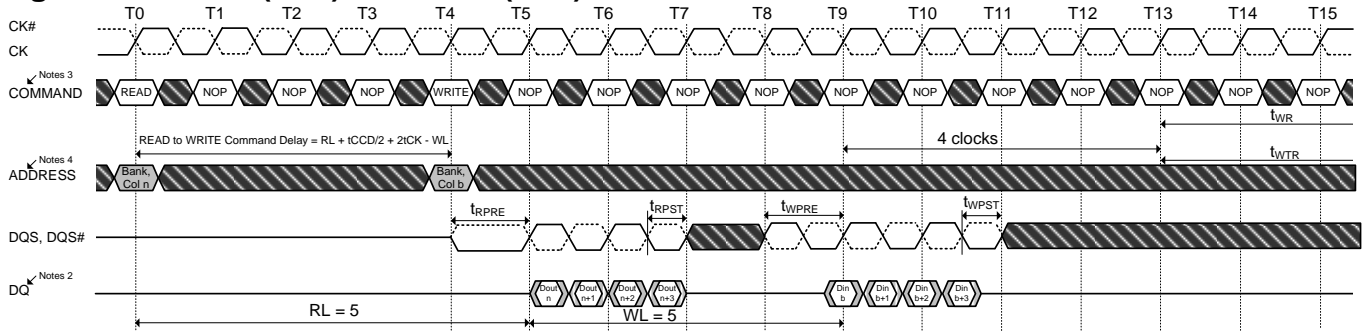 T0 T1 T2 T3 T4 T5 T6 T7 T8 T9 T10 T11 T12 T13 T14 T15
CK#
CK
Notes 3
COMMAND
READ NOP NOP NOP WRITE NOP NOP NOP NOP NOP NOP NOP NOP NOP NOP NOP
tWR
READ to WRITE Command Delay = RL + tCCD/2 + 2tCK - WL
4 clocks
Notes 4
ADDRESS
Bank, Col n
Bank, Col b
tWTR
tRPRE
tRPST
tWPRE
tWPST
DQS, DQS#
Notes 2
DQ
Dout n
Dout n+1
Dout n+2
Dout n+3
Din b
Din b+1
Din b+2
Din b+3
RL = 5
WL = 5